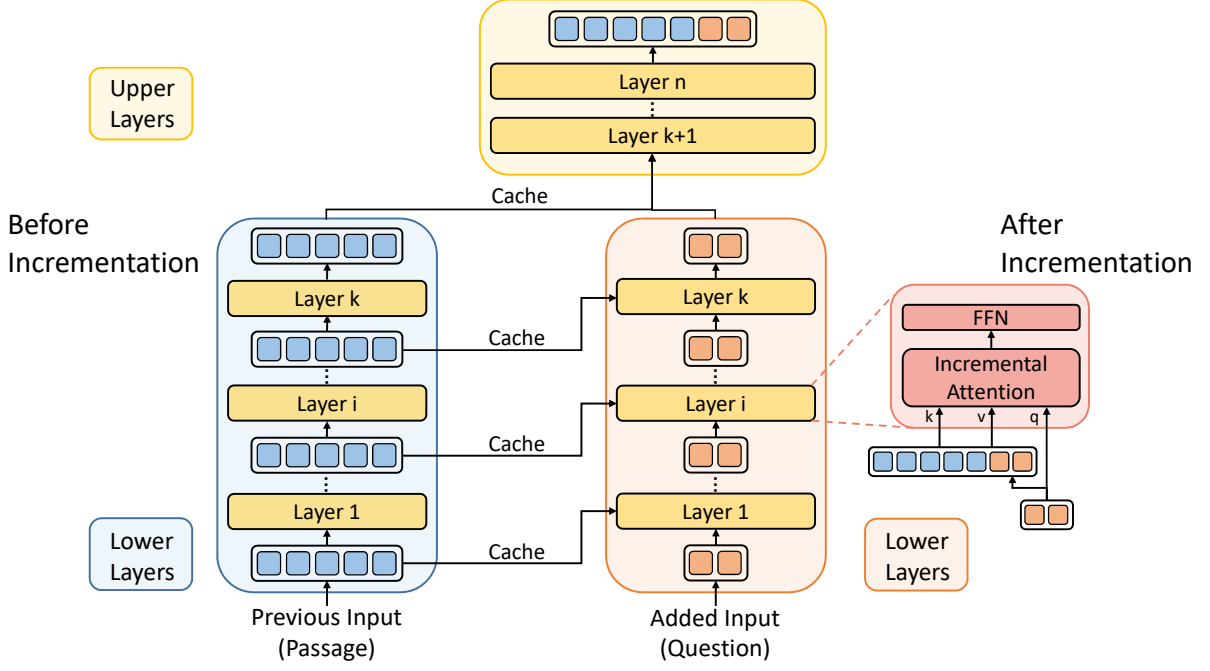 Layer n
Layer k+1
Upper
Layers
Cache
Before
Incrementation
Layer k
Cache
Layer i
Cache
Layer 1
Cache
Lower
Layers
Previous Input
(Passage)
Layer k
Layer i
Layer 1
Added Input
(Question)
After
Incrementation
FFN
Incremental
Attention
k
v
q
Lower
Layers